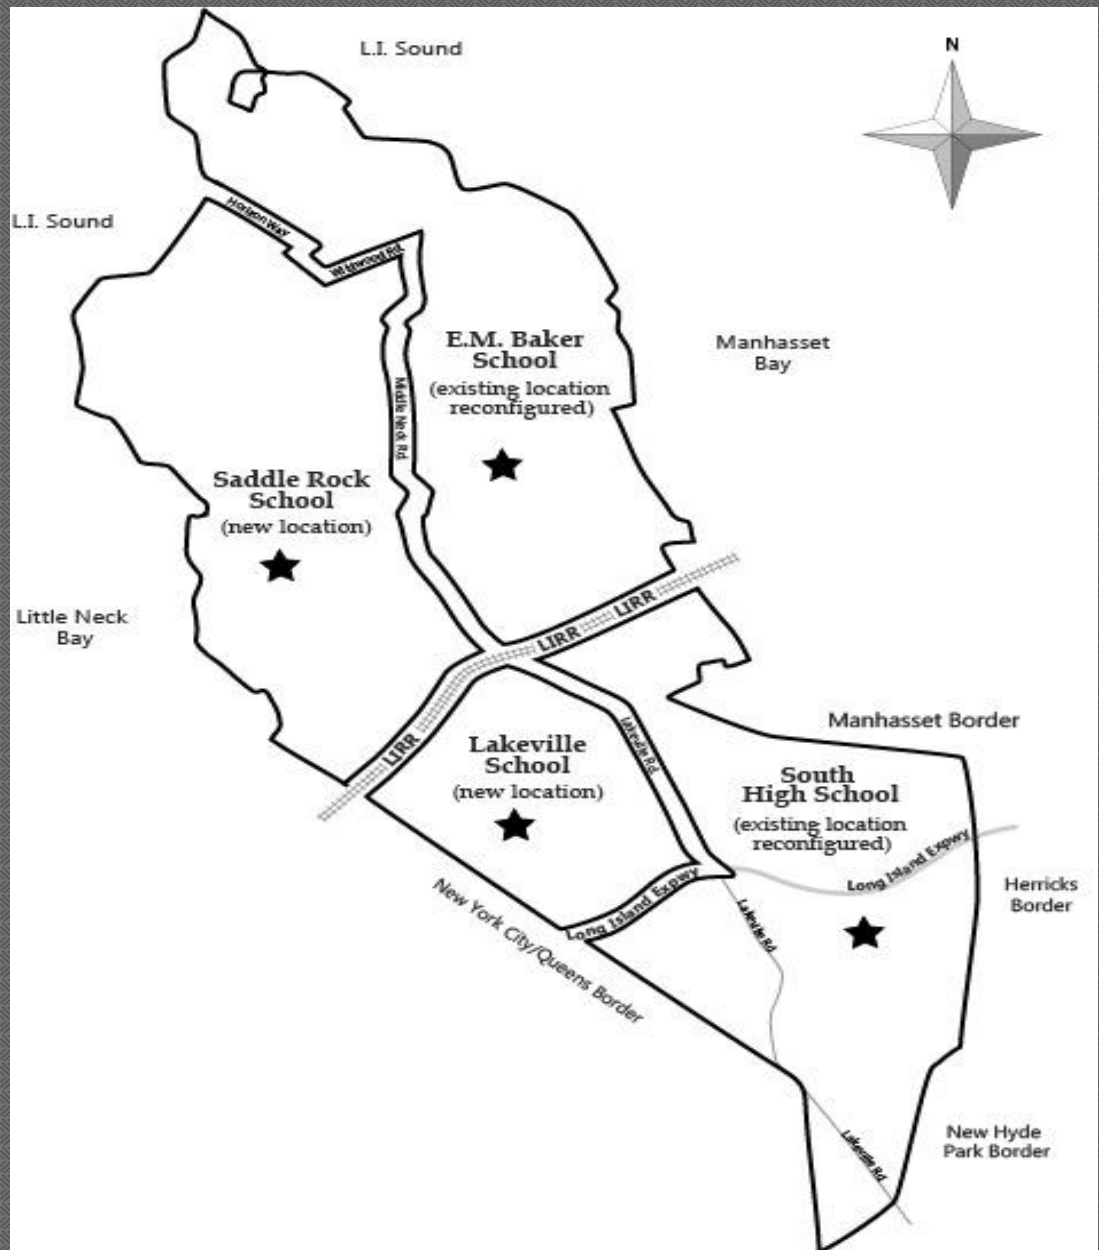 L.I. Sound
N
L.I. Sound
Horizon Way
Wildwood Rd
E.M. Baker
School
(existing location
reconfigured)
Manhasset
Bay
Middle Neck Rd
Saddle Rock
School
(new location)
Little Neck
Bay
LIRR
LIRR
LIRR
Lakeville Rd
Manhasset Border
Lakeville
School
(new location)
South
High School
(existing location
reconfigured)
Long Island Expwy
Long Island Expwy
Herricks
Border
New York City/Queens Border
Lakeville Rd
New Hyde
Park Border
Lakeville Rd